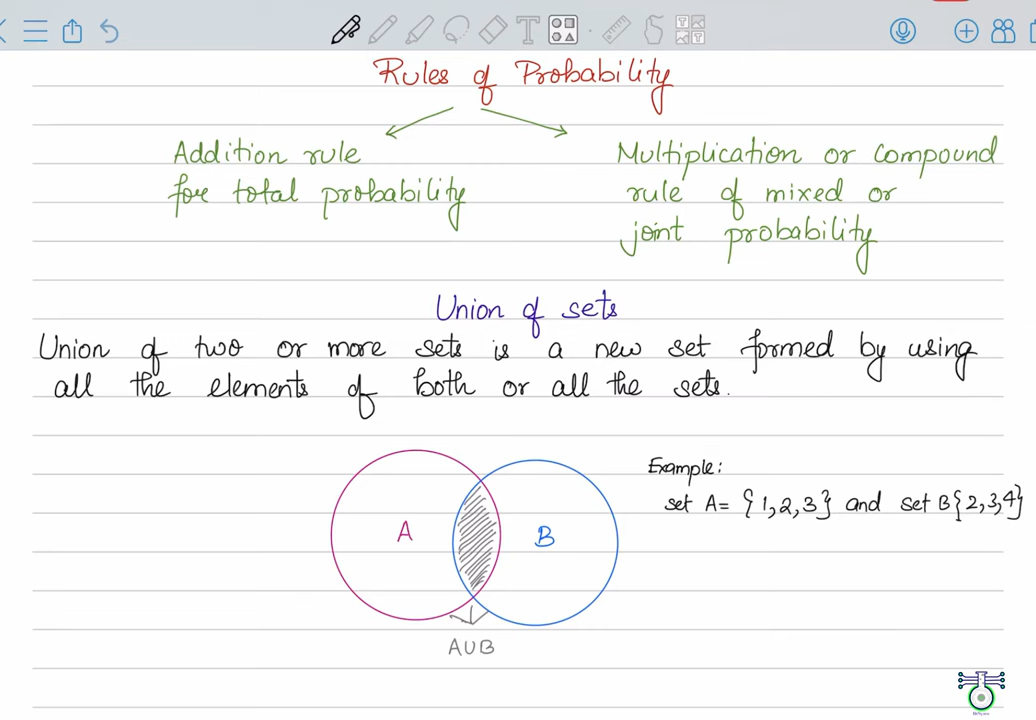 Rules of Probability
Addition rule
for total probability
Multiplication or compound
rule of mixed or
joint probability
Union of sets
Union of two or more sets is a new set formed by using
all the elements of both or all the sets.
Example:
set A= {1,2,3} and set B{2,3,4}
A
B
A∪B